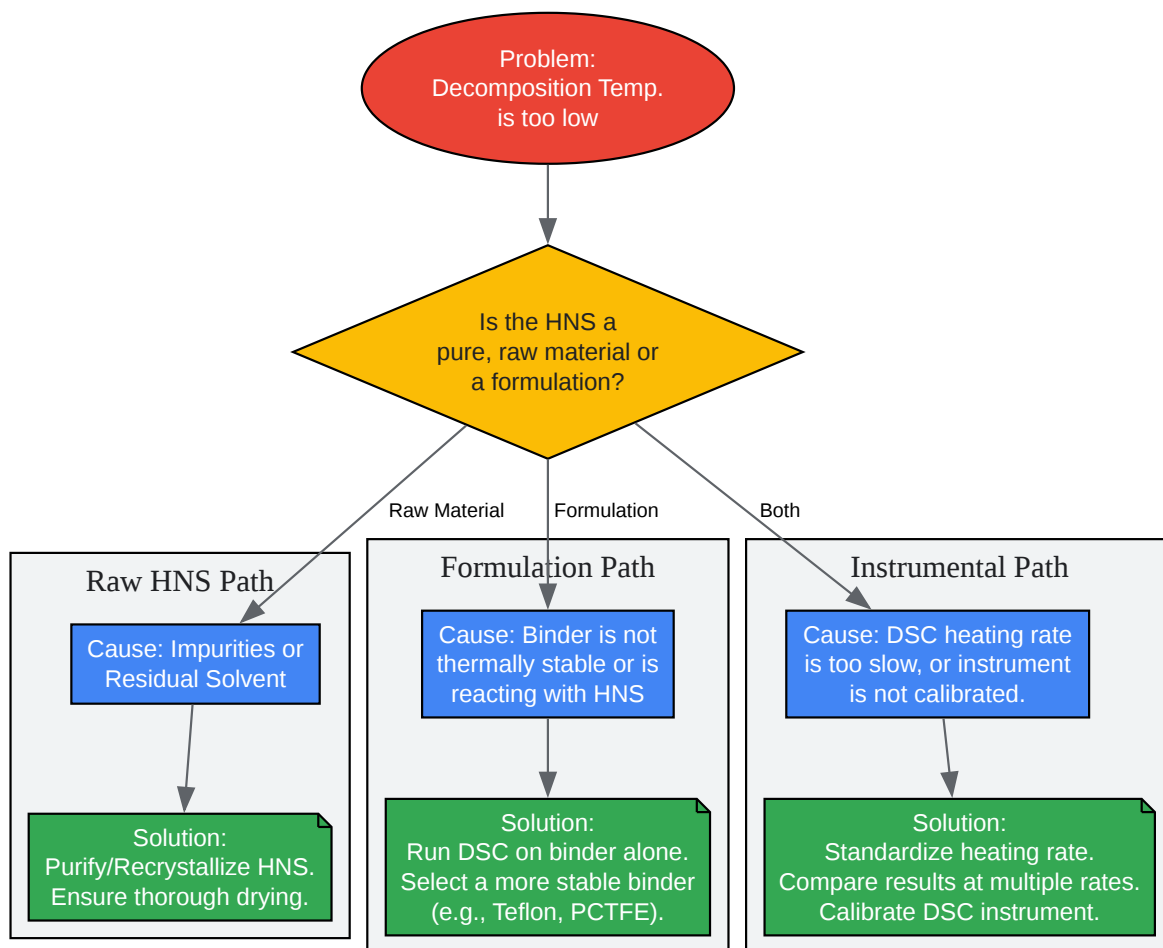 Problem:
Decomposition Temp.
is too low
Is the HNS a
pure, raw material or
a formulation?
Raw Material
Formulation
Both
Raw HNS Path
Cause: Impurities or
Residual Solvent
Solution:
Purify/Recrystallize HNS.
Ensure thorough drying.
Formulation Path
Cause: Binder is not
thermally stable or is
reacting with HNS
Solution:
Run DSC on binder alone.
Select a more stable binder
(e.g., Teflon, PCTFE).
Instrumental Path
Cause: DSC heating rate
is too slow, or instrument
is not calibrated.
Solution:
Standardize heating rate.
Compare results at multiple rates.
Calibrate DSC instrument.